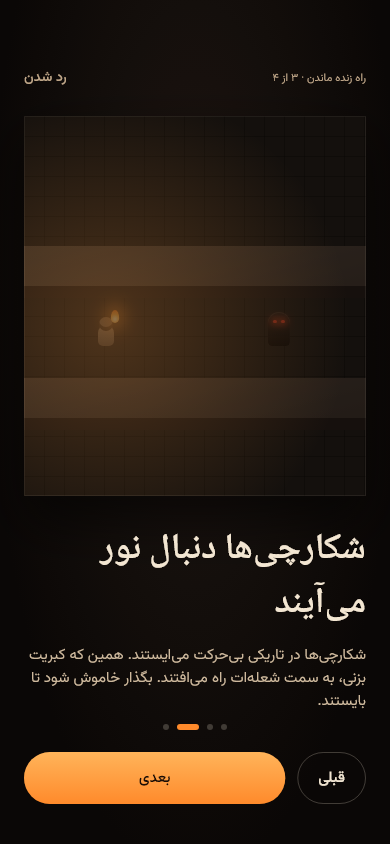 راه زنده ماندن · ۳ از ۴
رد شدن
شکارچی‌ها دنبال نور
می‌آیند
شکارچی‌ها در تاریکی بی‌حرکت می‌ایستند. همین که کبریت
بزنی، به سمت شعله‌ات راه می‌افتند. بگذار خاموش شود تا
بایستند.
قبلی
بعدی